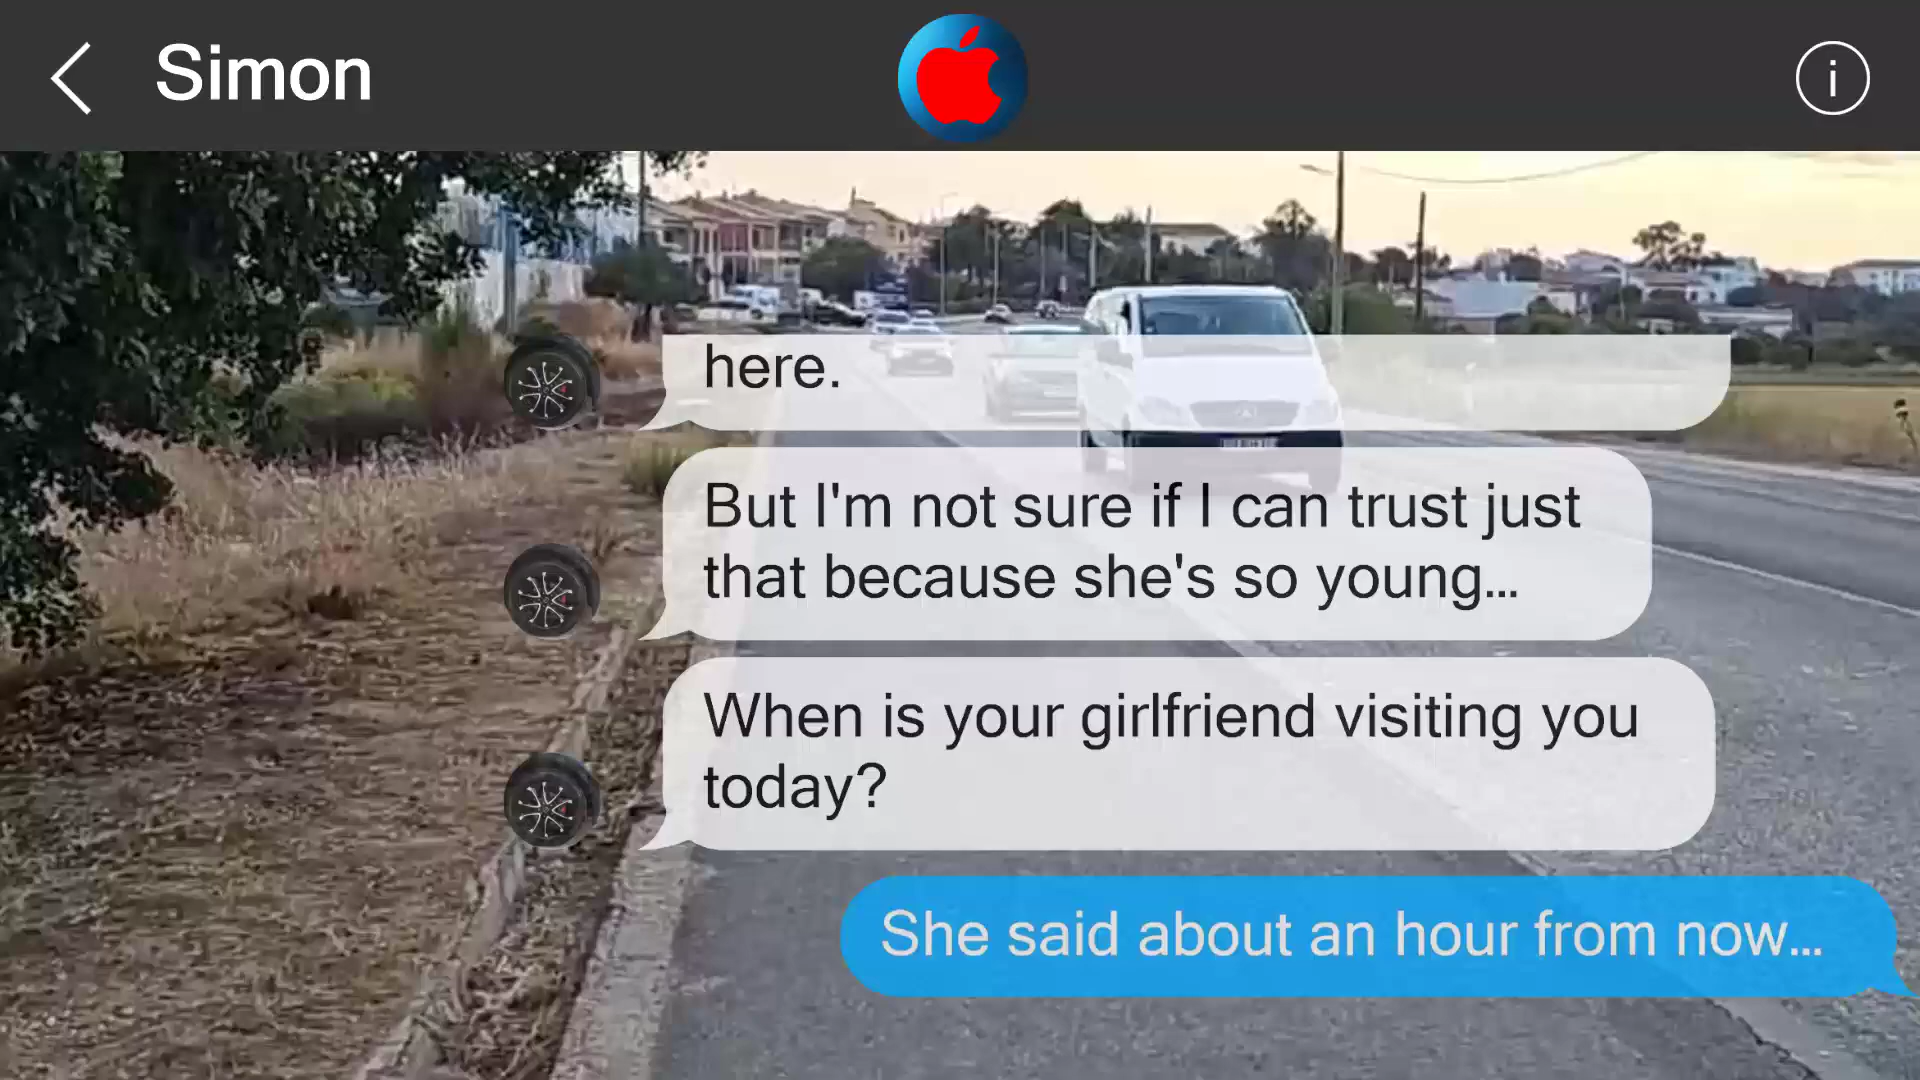 Simon
i
here.
But I'm not sure if I can trust just
that because she's so young...
When is your girlfriend visiting you
today?
She said about an hour from now...